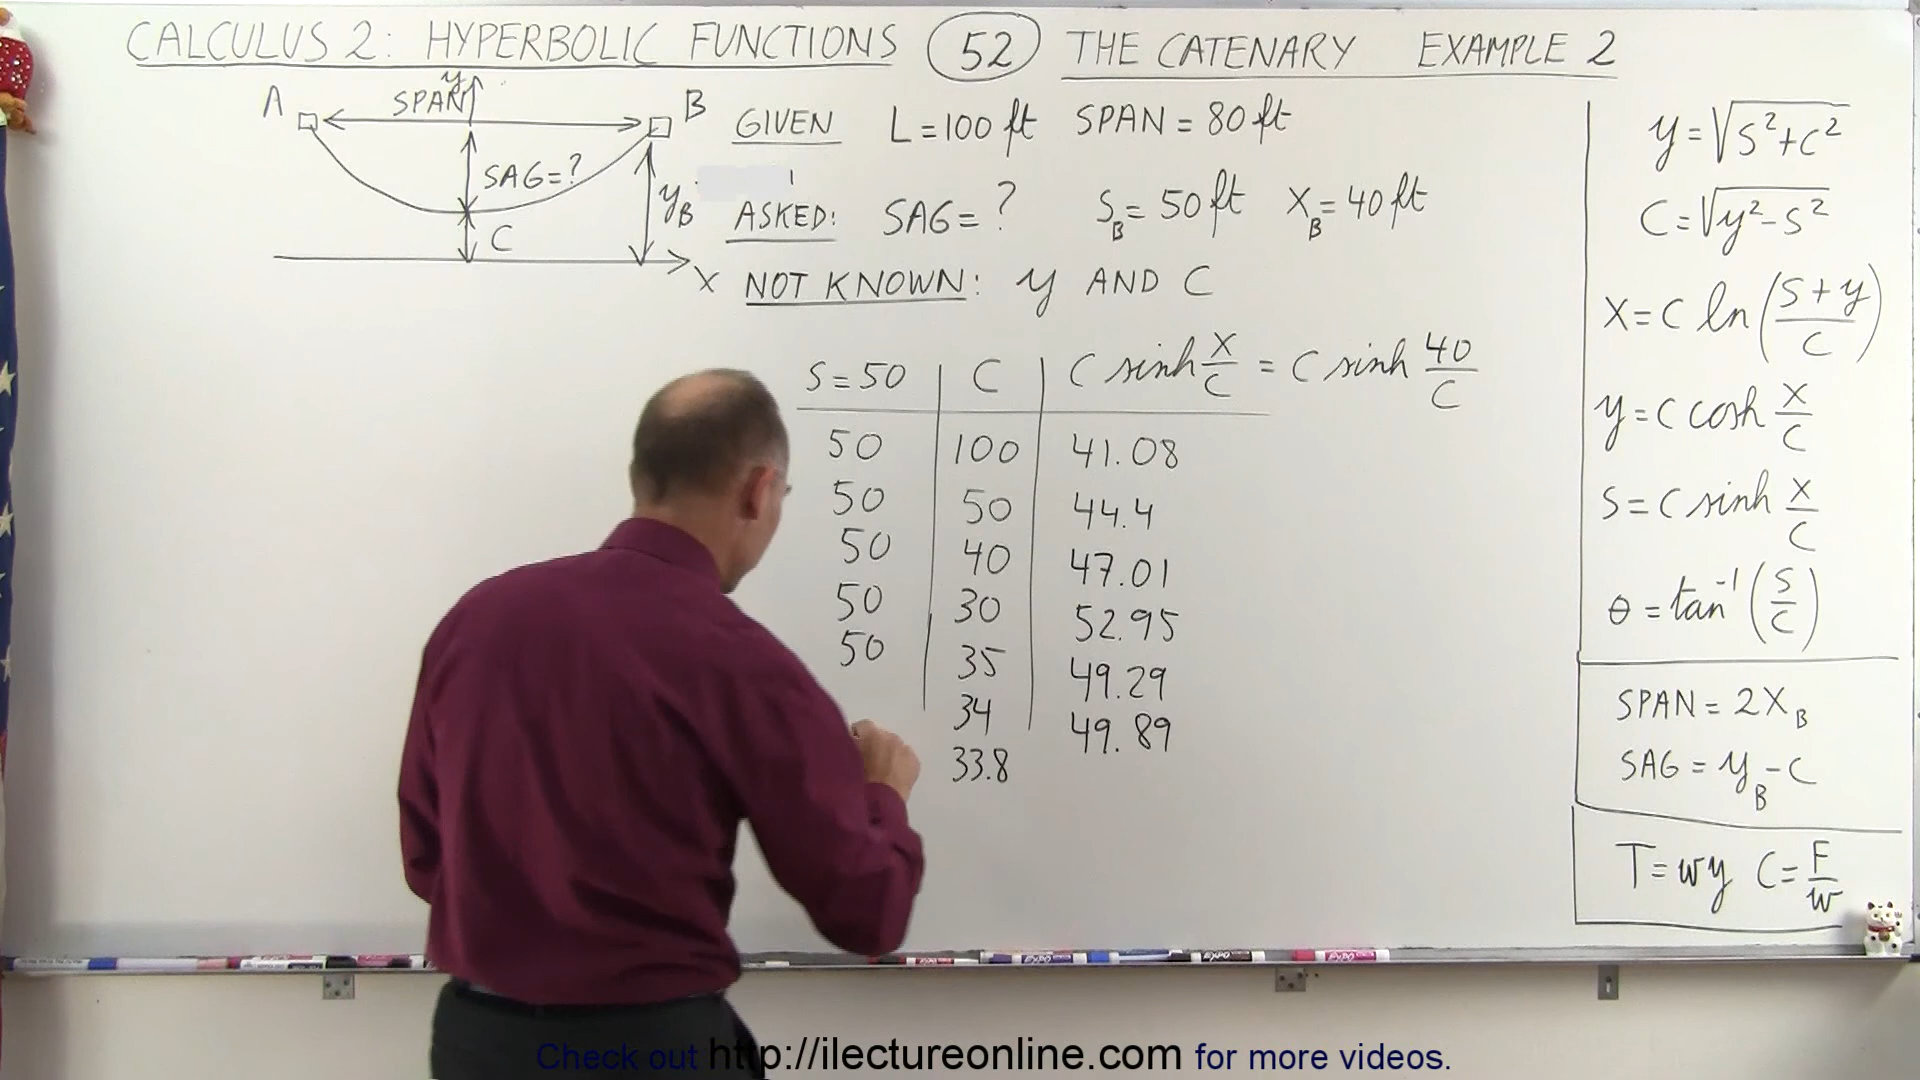 CALCULUS 2: HYPERBOLIC FUNCTIONS 52 THE CATENARY EXAMPLE 2
y
A SPAN B
SAG=?
y_B
C
x
GIVEN L=100 ft SPAN = 80 ft
ASKED: SAG= ? S_B = 50 ft X_B = 40 ft
NOT KNOWN: y AND C
S=50 | C | C sinh X/C = C sinh 40/C
50 100 41.08
50 50 44.4
50 40 47.01
50 30 52.95
50 35 49.29
34 49.89
33.8
y=√(S²+C²)
C=√(y²-S²)
X=C ln((S+y)/C)
y=C cosh X/C
S=C sinh X/C
θ=tan⁻¹(S/C)
SPAN = 2X_B
SAG = y_B - C
T=wy C=F/w
EXPO
EXPO
EXPO
Check out http://ilectureonline.com for more videos.